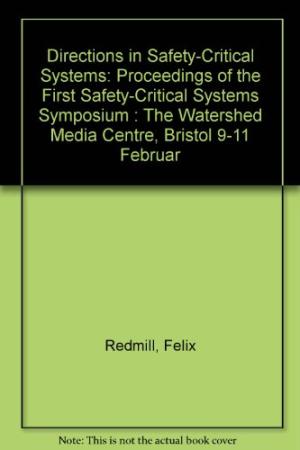 Directions in Safety-Critical
Systems: Proceedings of the
First Safety-Critical Systems
Symposium : The Watershed
Media Centre, Bristol 9-11
Februar
Redmill, Felix
Note: This is not the actual book cover